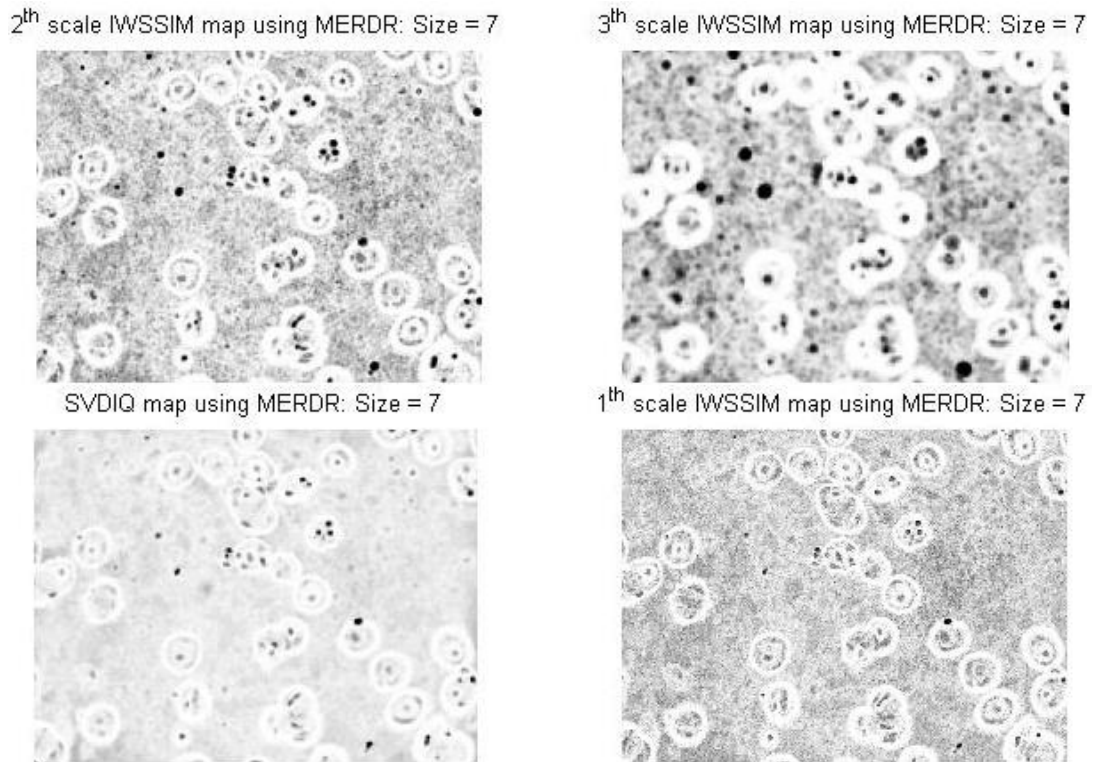 2th scale IWSSIM map using MERDR: Size = 7
3th scale IWSSIM map using MERDR: Size = 7
SVDIQ map using MERDR: Size = 7
1th scale IWSSIM map using MERDR: Size = 7